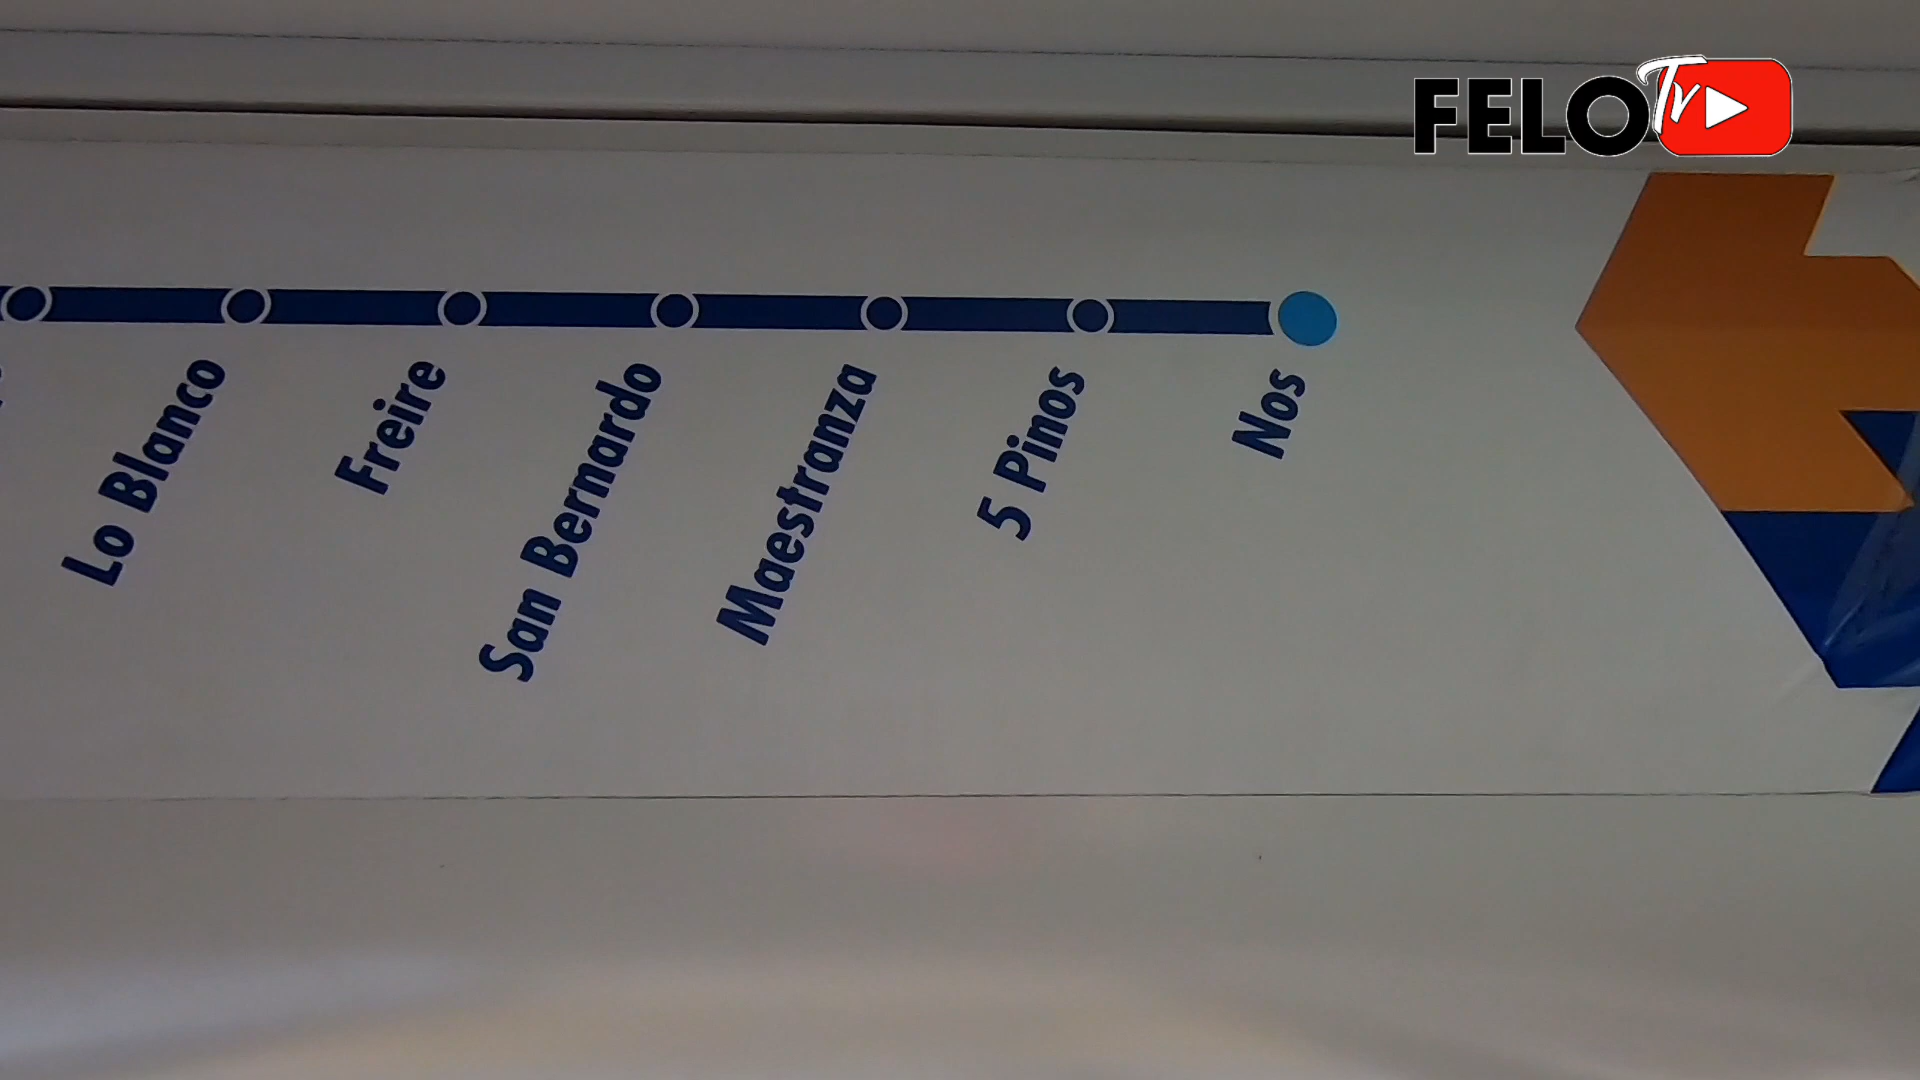 FELO Tv
Lo Blanco
Freire
San Bernardo
Maestranza
5 Pinos
Nos